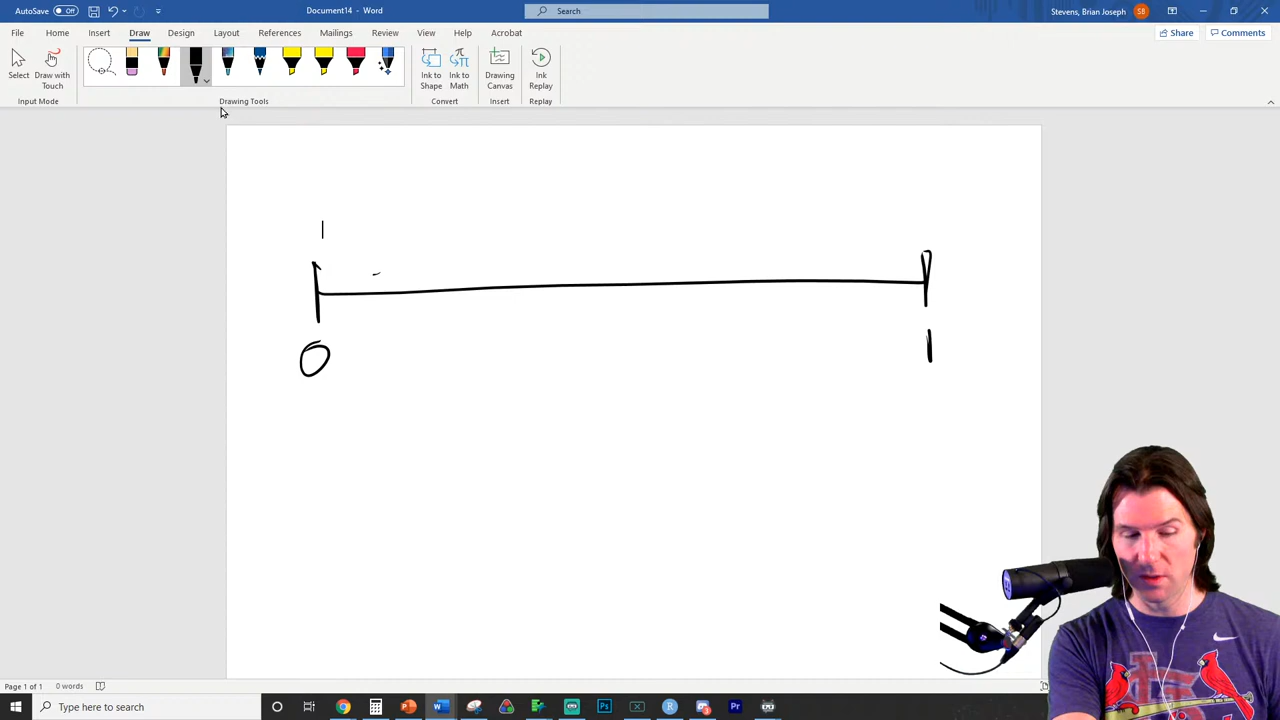 AutoSave Off Document14 - Word Search Stevens, Brian Joseph SB
File Home Insert Draw Design Layout References Mailings Review View Help Acrobat Share Comments
Select Draw with Touch Ink to Shape Ink to Math Drawing Canvas Ink Replay
Input Mode Drawing Tools Convert Insert Replay
0 1
Page 1 of 1 0 words
Type here to search